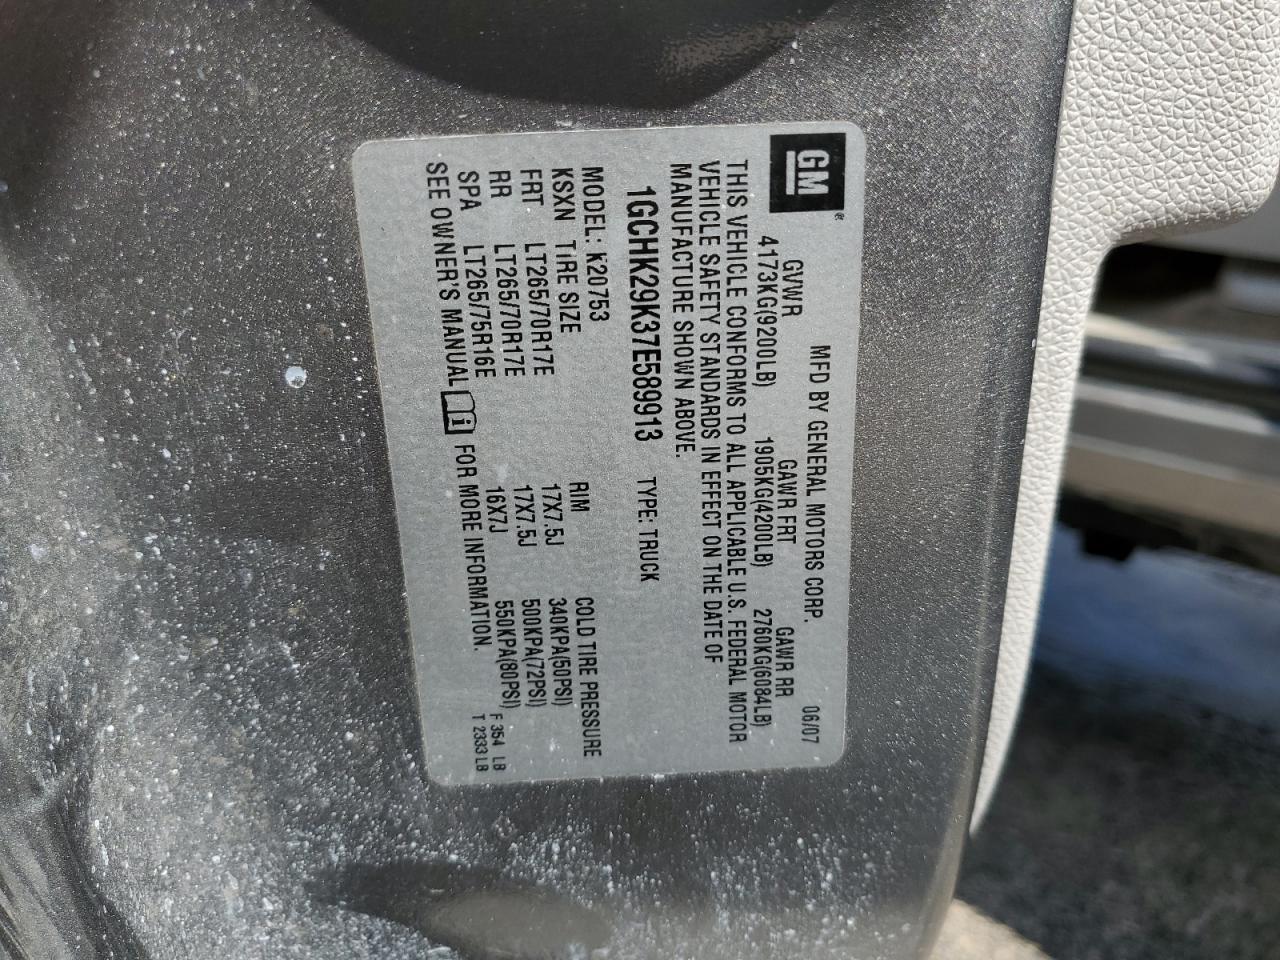 GM®
MFD BY GENERAL MOTORS CORP. 06/07
GVWR GAWR FRT GAWR RR
4173KG(9200LB) 1905KG(4200LB) 2760KG(6084LB)
THIS VEHICLE CONFORMS TO ALL APPLICABLE U.S. FEDERAL MOTOR
VEHICLE SAFETY STANDARDS IN EFFECT ON THE DATE OF
MANUFACTURE SHOWN ABOVE.
1GCHK29K37E589913 TYPE: TRUCK
MODEL: K20753
KSXN TIRE SIZE RIM COLD TIRE PRESSURE
FRT LT265/70R17E 17X7.5J 340KPA(50PSI)
RR LT265/70R17E 17X7.5J 500KPA(72PSI)
SPA LT265/75R16E 16X7J 550KPA(80PSI)
SEE OWNER'S MANUAL i FOR MORE INFORMATION.
F 354 LB
T 2333 LB